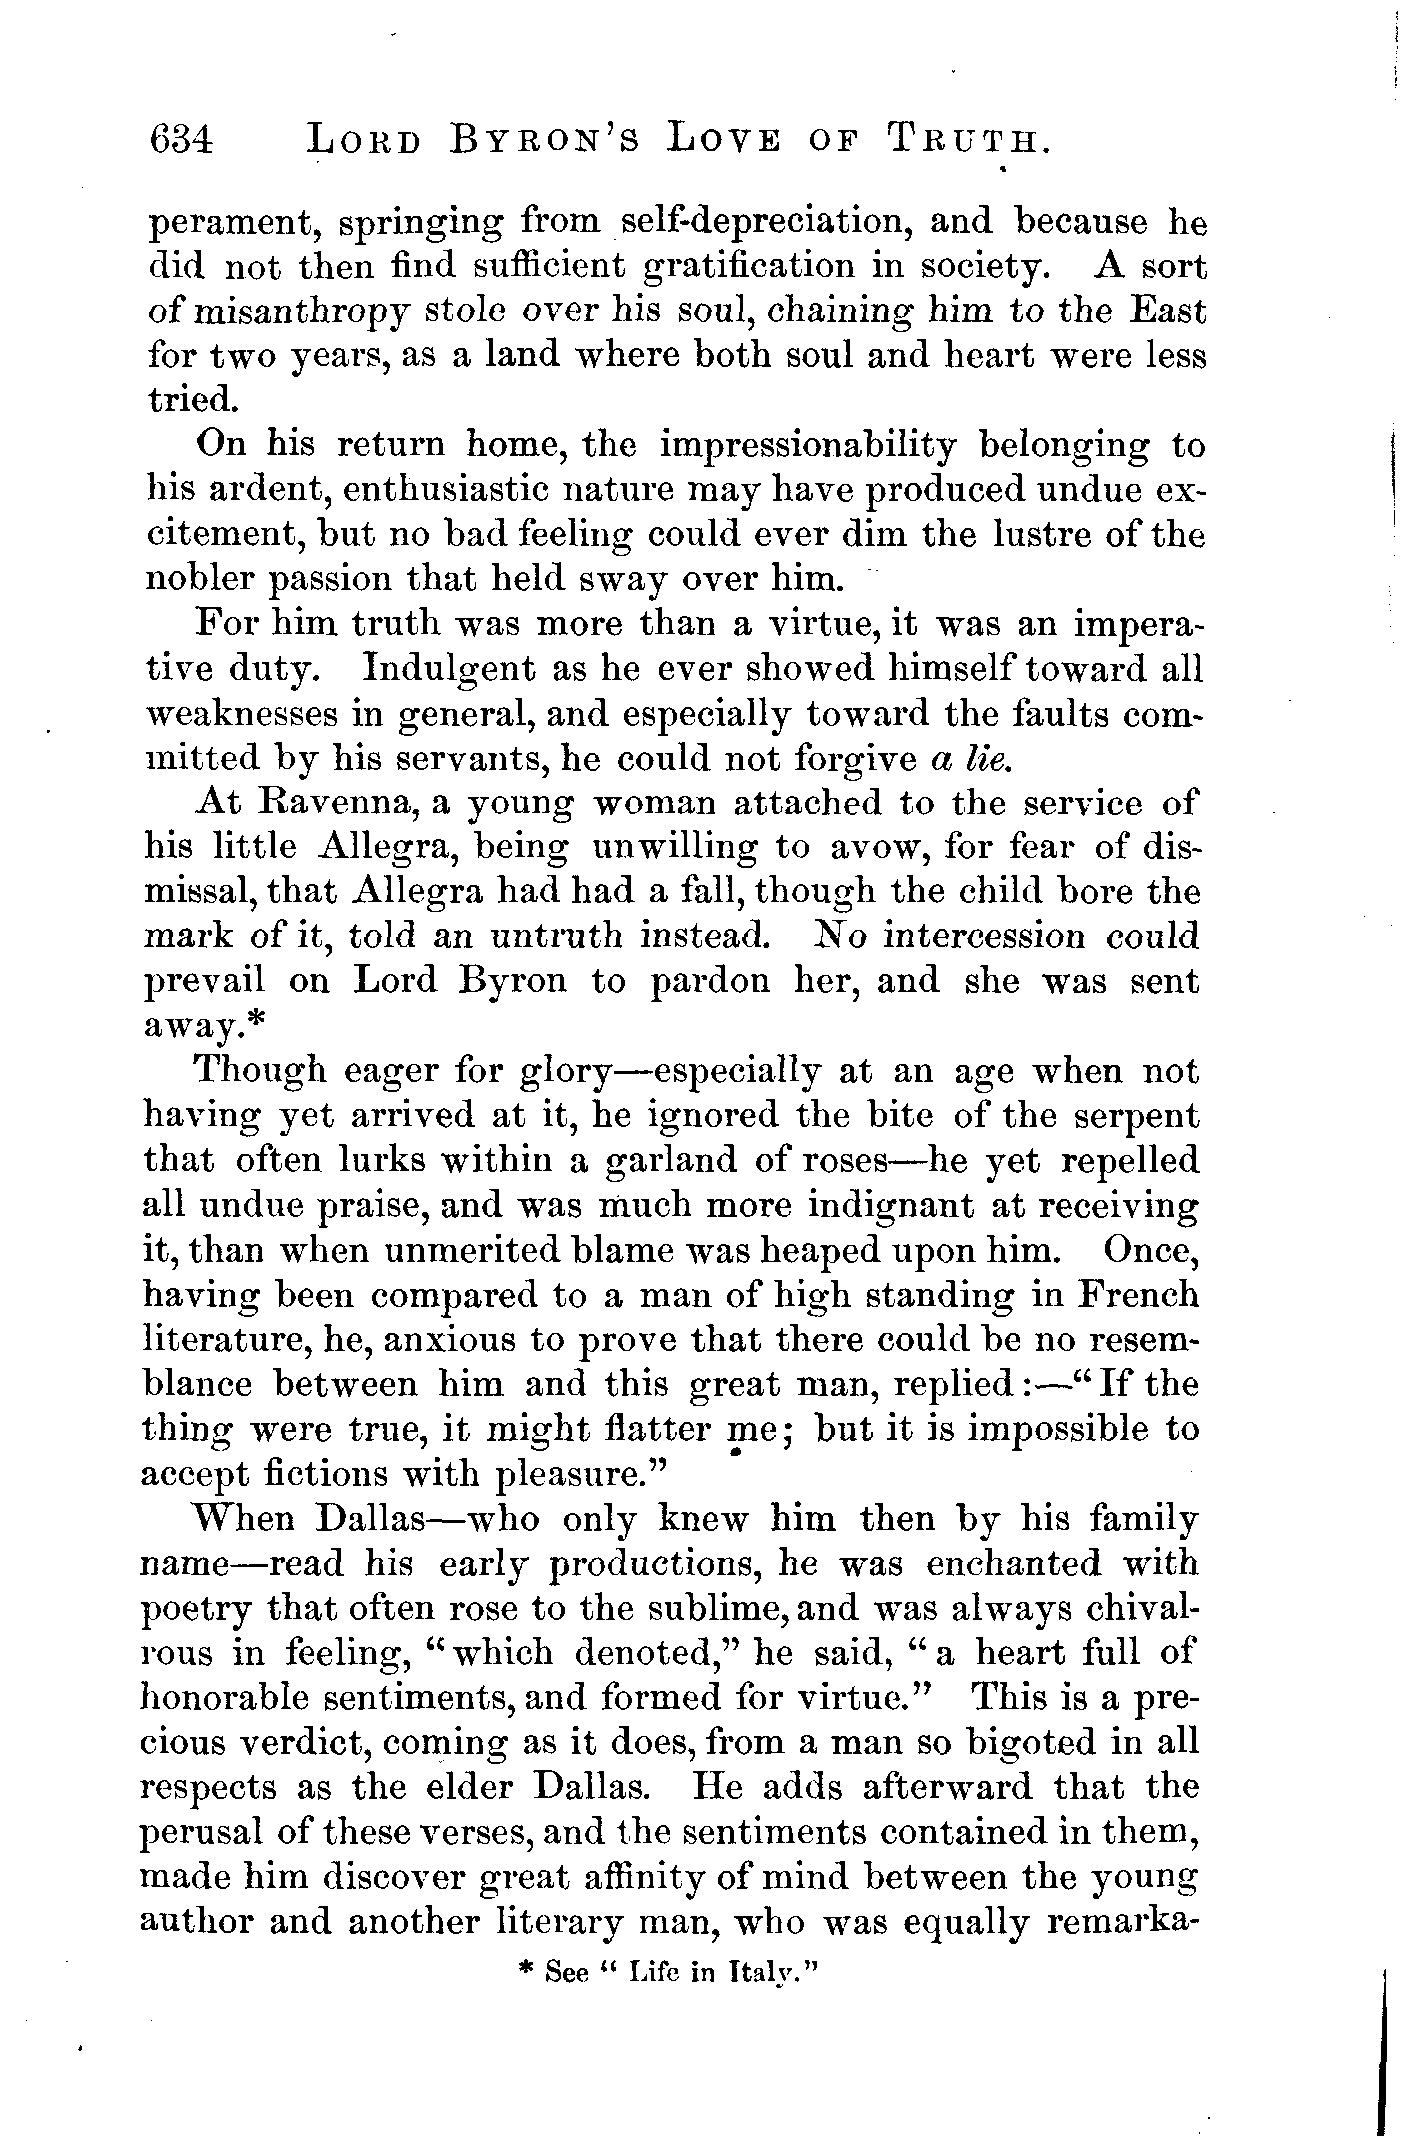 634 LORD BYRON'S LOVE OF TRUTH.
perament, springing from self-depreciation, and because he
did not then find sufficient gratification in society. A sort
of misanthropy stole over his soul, chaining him to the East
for two years, as a land where both soul and heart were less
tried.
On his return home, the impressionability belonging to
his ardent, enthusiastic nature may have produced undue ex-
citement, but no bad feeling could ever dim the lustre of the
nobler passion that held sway over him.
For him truth was more than a virtue, it was an impera-
tive duty. Indulgent as he ever showed himself toward all
weaknesses in general, and especially toward the faults com-
mitted by his servants, he could not forgive a lie.
At Ravenna, a young woman attached to the service of
his little Allegra, being unwilling to avow, for fear of dis-
missal, that Allegra had had a fall, though the child bore the
mark of it, told an untruth instead. No intercession could
prevail on Lord Byron to pardon her, and she was sent
away.*
Though eager for glory—especially at an age when not
having yet arrived at it, he ignored the bite of the serpent
that often lurks within a garland of roses—he yet repelled
all undue praise, and was much more indignant at receiving
it, than when unmerited blame was heaped upon him. Once,
having been compared to a man of high standing in French
literature, he, anxious to prove that there could be no resem-
blance between him and this great man, replied:—"If the
thing were true, it might flatter me; but it is impossible to
accept fictions with pleasure."
When Dallas—who only knew him then by his family
name—read his early productions, he was enchanted with
poetry that often rose to the sublime, and was always chival-
rous in feeling, "which denoted," he said, "a heart full of
honorable sentiments, and formed for virtue." This is a pre-
cious verdict, coming as it does, from a man so bigoted in all
respects as the elder Dallas. He adds afterward that the
perusal of these verses, and the sentiments contained in them,
made him discover great affinity of mind between the young
author and another literary man, who was equally remarka-
* See "Life in Italy."